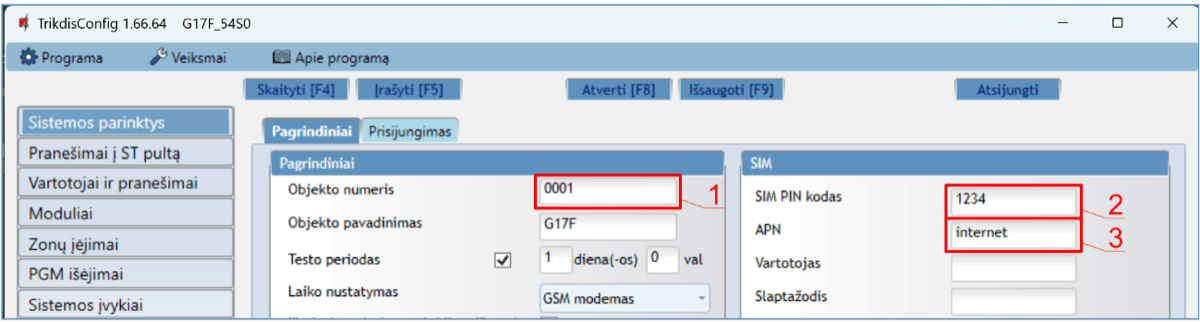 TrikdisConfig 1.66.64 G17F_54S0
Programa Veiksmai Apie programą
Skaityti [F4] Įrašyti [F5] Atverti [F8] Išsaugoti [F9] Atsijungti
Sistemos parinktys
Pranešimai į ST pultą
Vartotojai ir pranešimai
Moduliai
Zonų įėjimai
PGM išėjimai
Sistemos įvykiai
Pagrindiniai Prisijungimas
Pagrindiniai
Objekto numeris 0001 1
Objekto pavadinimas G17F
Testo periodas 1 diena(-os) 0 val
Laiko nustatymas GSM modemas
SIM
SIM PIN kodas 1234 2
APN internet 3
Vartotojas
Slaptažodis